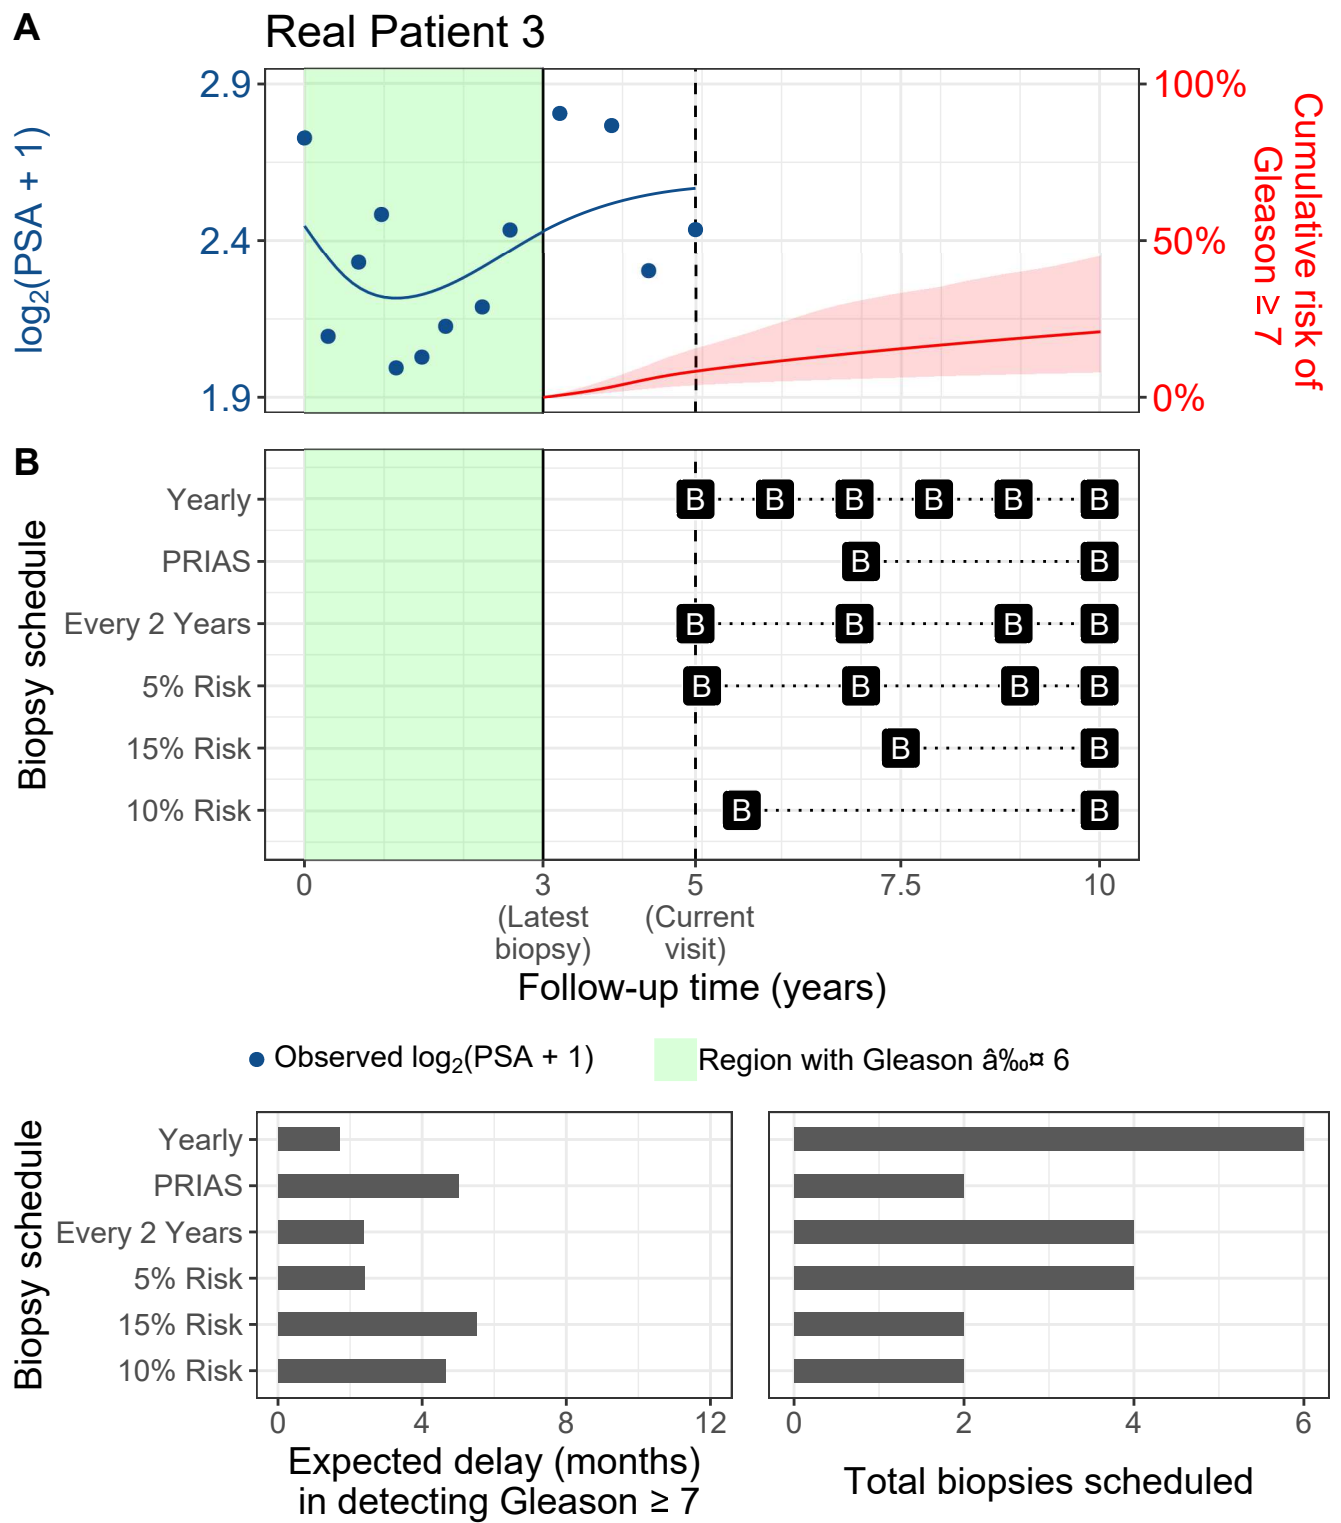 A
Real Patient 3
2.9
2.4
1.9
log₂(PSA + 1)
100%
50%
0%
Cumulative risk of
Gleason ≥ 7
B
Biopsy schedule
Yearly
B B B B B B
PRIAS
B B
Every 2 Years
B B B B
5% Risk
B B B B
15% Risk
B B
10% Risk
B B
0 3 5 7.5 10
(Latest (Current
biopsy) visit)
Follow-up time (years)
Observed log₂(PSA + 1) Region with Gleason â‰¤ 6
Biopsy schedule
Yearly
PRIAS
Every 2 Years
5% Risk
15% Risk
10% Risk
0 4 8 12
Expected delay (months)
in detecting Gleason ≥ 7
0 2 4 6
Total biopsies scheduled